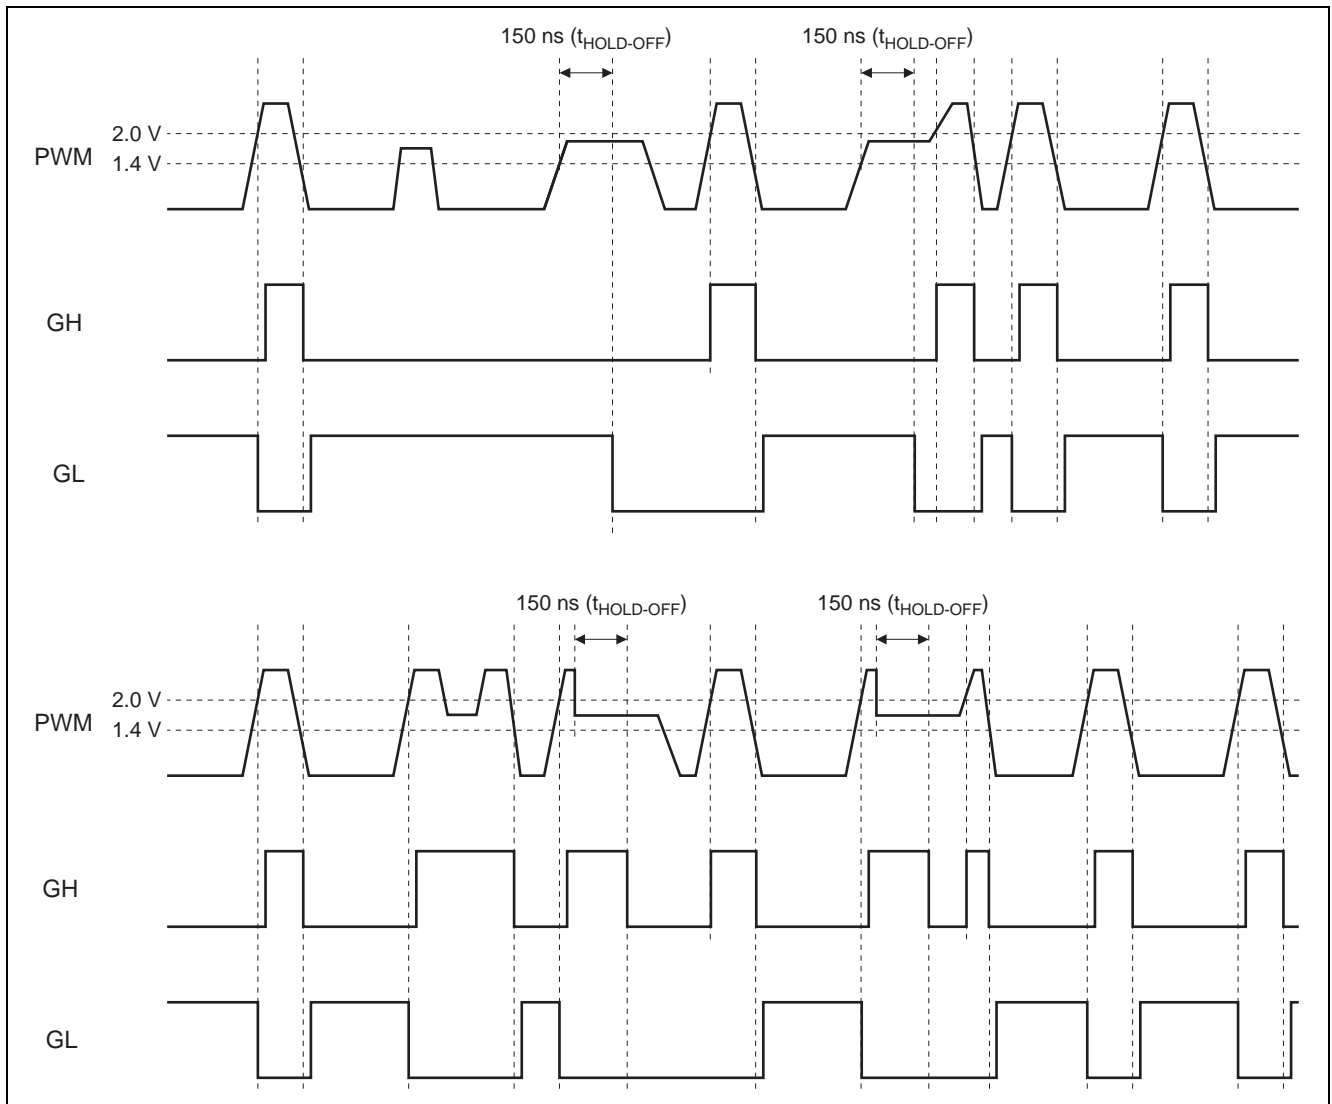 150 ns (tHOLD-OFF) 150 ns (tHOLD-OFF)
2.0 V
PWM
1.4 V
GH
GL
150 ns (tHOLD-OFF) 150 ns (tHOLD-OFF)
2.0 V
PWM
1.4 V
GH
GL